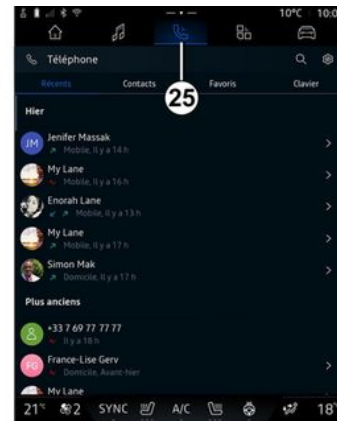 10°C 10:0
Téléphone
Récents Contacts Favoris Clavier
25
Hier
JM Jenifer Massak
Mobile, Il y a 14 h
My Lane
Mobile, Il y a 16 h
Enorah Lane
Mobile, Il y a 13 h
My Lane
Mobile, Il y a 17 h
Simon Mak
Domicile, Il y a 17 h
Plus anciens
+33 7 69 77 77 77
Il y a 18 h
FG France-Lise Gerv
Domicile, Avant-hier
My Lane
21° 2 SYNC A/C 18°